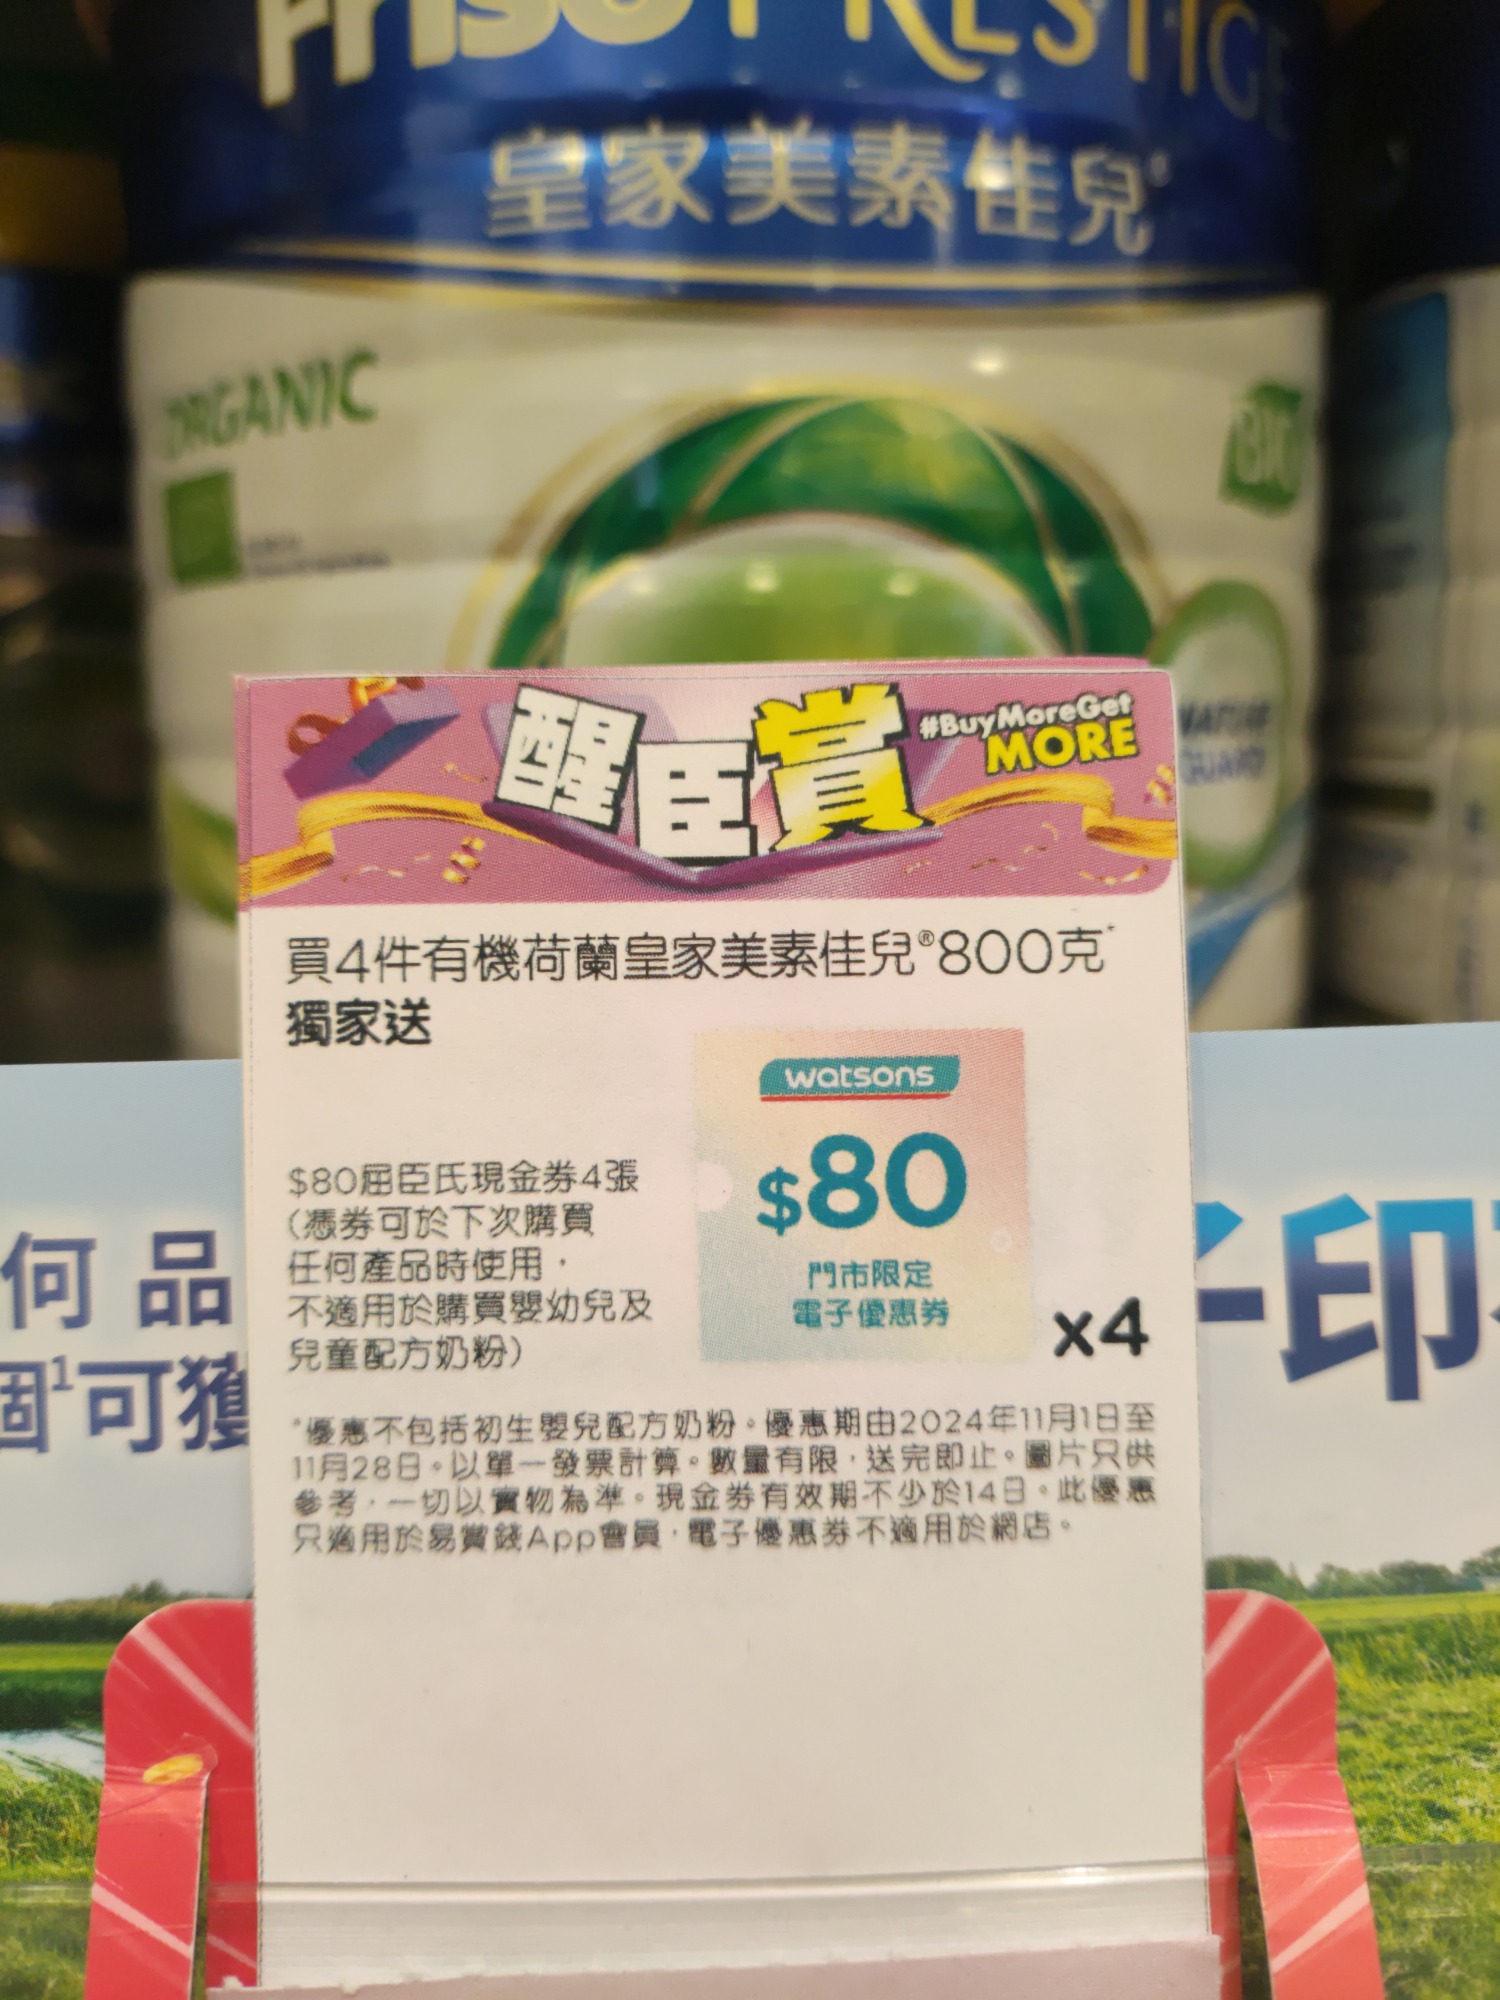 Friso PRESTIGE
皇家美素佳兒
ORGANIC
BIO
NATURE
GUARD
醒臣賞
#BuyMoreGet
MORE
買4件有機荷蘭皇家美素佳兒®800克*
獨家送
watsons
$80
門市限定
電子優惠券
x4
$80屈臣氏現金券4張
(憑券可於下次購買
任何產品時使用，
不適用於購買嬰幼兒及
兒童配方奶粉)
*優惠不包括初生嬰兒配方奶粉。優惠期由2024年11月1日至
11月28日。以單一發票計算。數量有限，送完即止。圖片只供
參考，一切以實物為準。現金券有效期不少於14日。此優惠
只適用於易賞錢App會員，電子優惠券不適用於網店。
何品
個¹可獲
子印